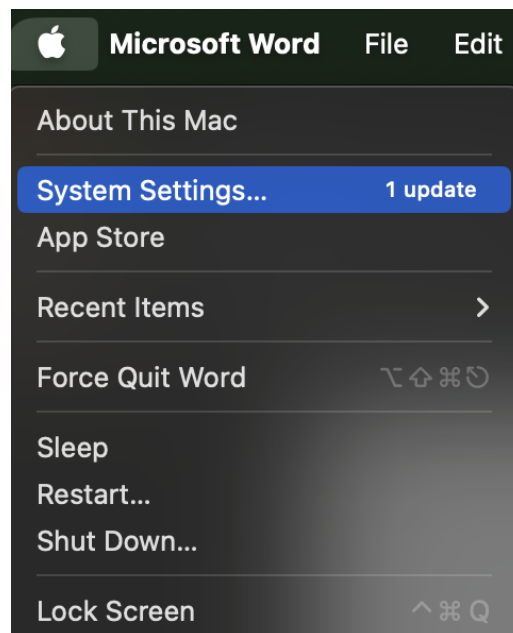 Microsoft Word File Edit
About This Mac
System Settings... 1 update
App Store
Recent Items
Force Quit Word ⌥⇧⌘⎋
Sleep
Restart...
Shut Down...
Lock Screen ^⌘Q